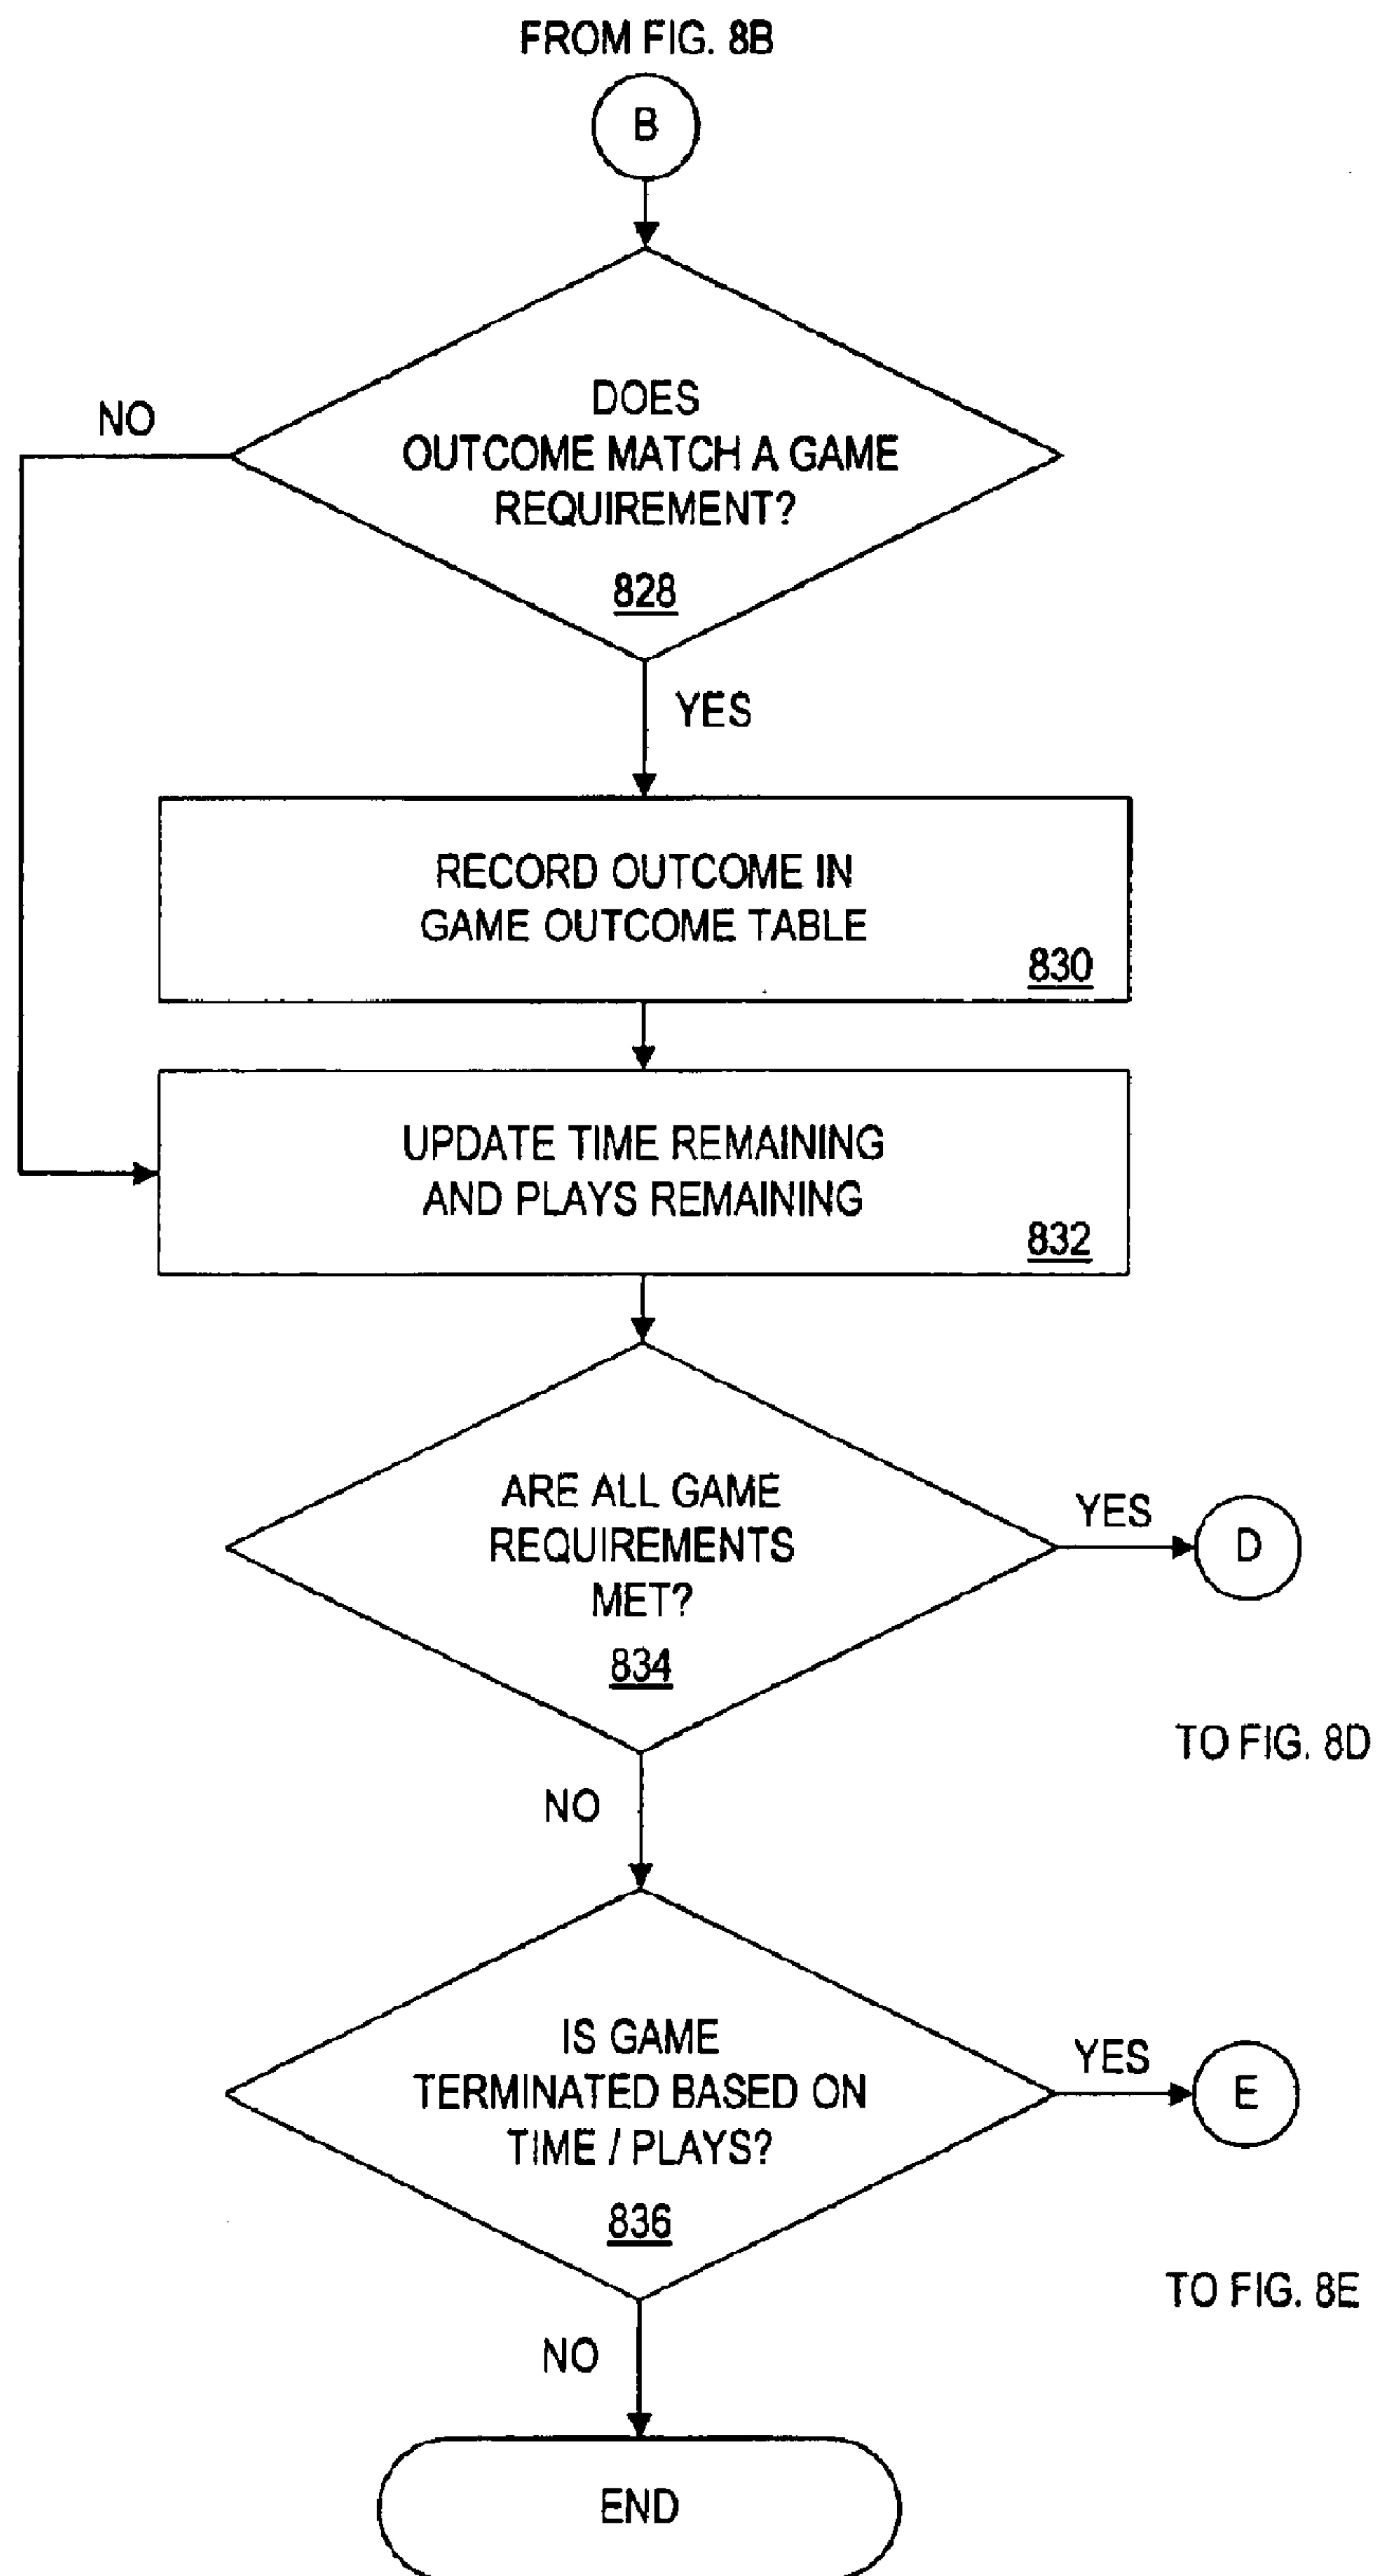 FROM FIG. 8B
B
DOES
OUTCOME MATCH A GAME
REQUIREMENT?
828
NO
YES
RECORD OUTCOME IN
GAME OUTCOME TABLE
830
UPDATE TIME REMAINING
AND PLAYS REMAINING
832
ARE ALL GAME
REQUIREMENTS
MET?
834
YES
D
TO FIG. 8D
NO
IS GAME
TERMINATED BASED ON
TIME / PLAYS?
836
YES
E
TO FIG. 8E
NO
END